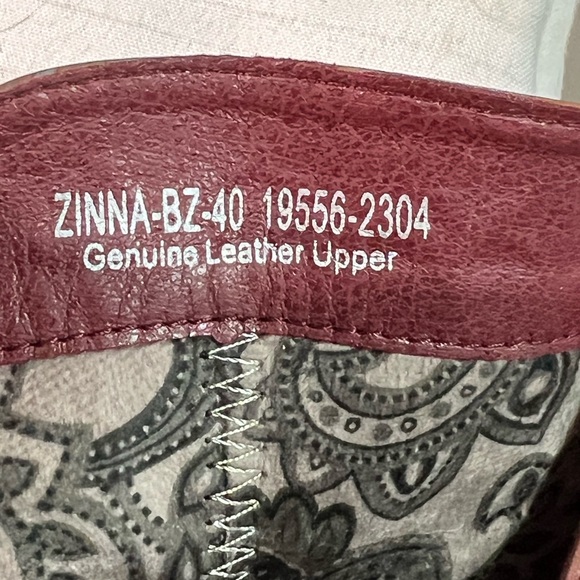 ZINNA-BZ-40 19556-2304
Genuine Leather Upper